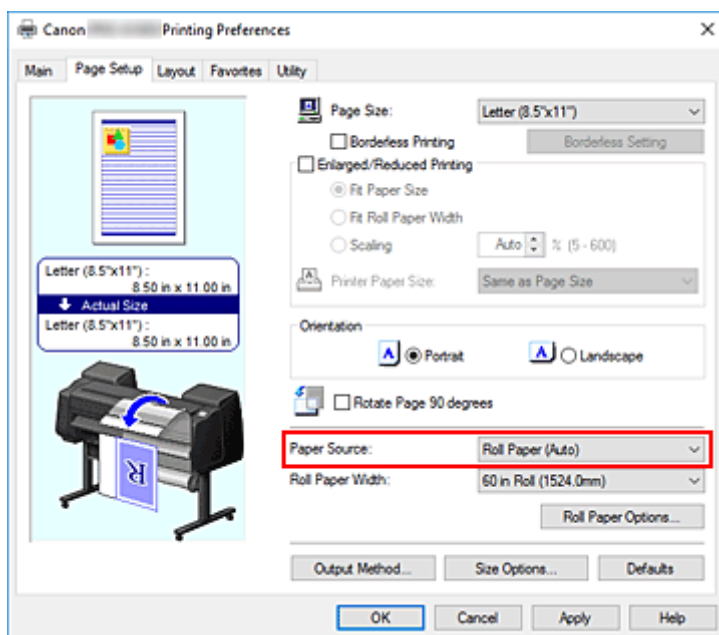 Canon Printing Preferences
Main Page Setup Layout Favorites Utility
Page Size: Letter (8.5"x11")
Borderless Printing Borderless Setting
Enlarged/Reduced Printing
Fit Paper Size
Fit Roll Paper Width
Scaling Auto % (5 - 600)
Printer Paper Size: Same as Page Size
Letter (8.5"x11") :
8.50 in x 11.00 in
Actual Size
Letter (8.5"x11") :
8.50 in x 11.00 in
Orientation
A Portrait A Landscape
Rotate Page 90 degrees
R
Paper Source: Roll Paper (Auto)
Roll Paper Width: 60 in Roll (1524.0mm)
Roll Paper Options...
Output Method... Size Options... Defaults
OK Cancel Apply Help